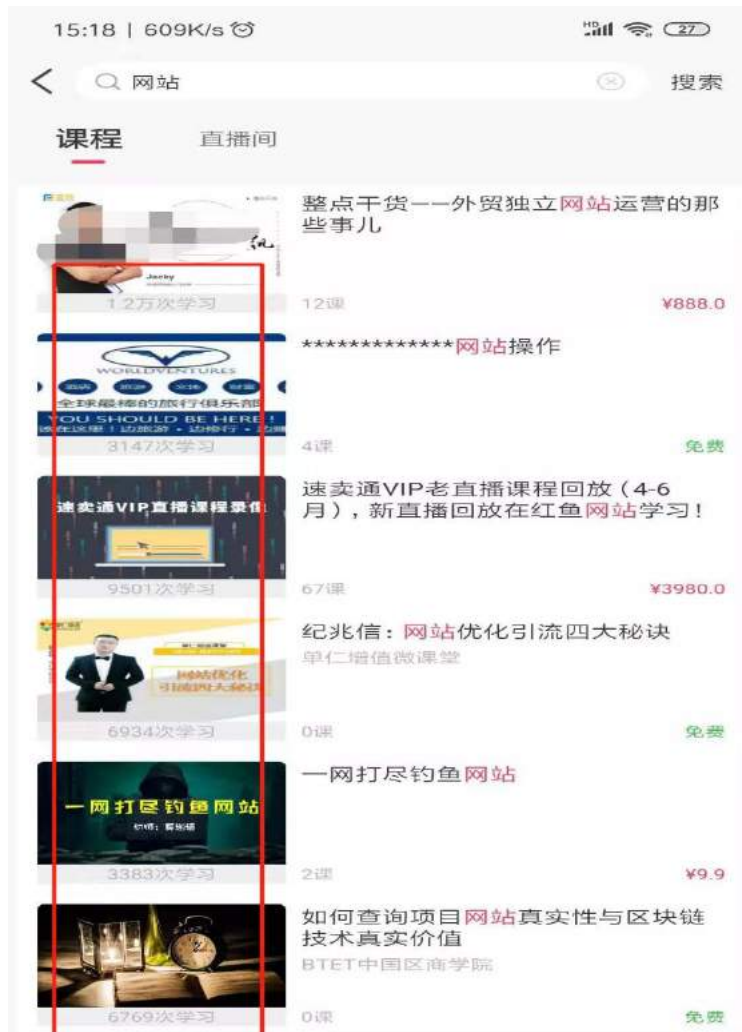 15:18 | 609K/s
HD
27
网站
搜索
课程
直播间
整点干货——外贸独立网站运营的那
些事儿
Jacky
1.2万次学习
12课
¥888.0
*************网站操作
WORLDVENTURES
全球最棒的旅行俱乐部
YOU SHOULD BE HERE!
3147次学习
4课
免费
速卖通VIP老直播课程回放（4-6
月），新直播回放在红鱼网站学习！
速卖通VIP直播课程录像
9501次学习
67课
¥3980.0
纪兆信：网站优化引流四大秘诀
单仁增值微课堂
网站优化
引流四大秘诀
6934次学习
0课
免费
一网打尽钓鱼网站
一网打尽钓鱼网站
3383次学习
2课
¥9.9
如何查询项目网站真实性与区块链
技术真实价值
BTET中国区商学院
6769次学习
0课
免费